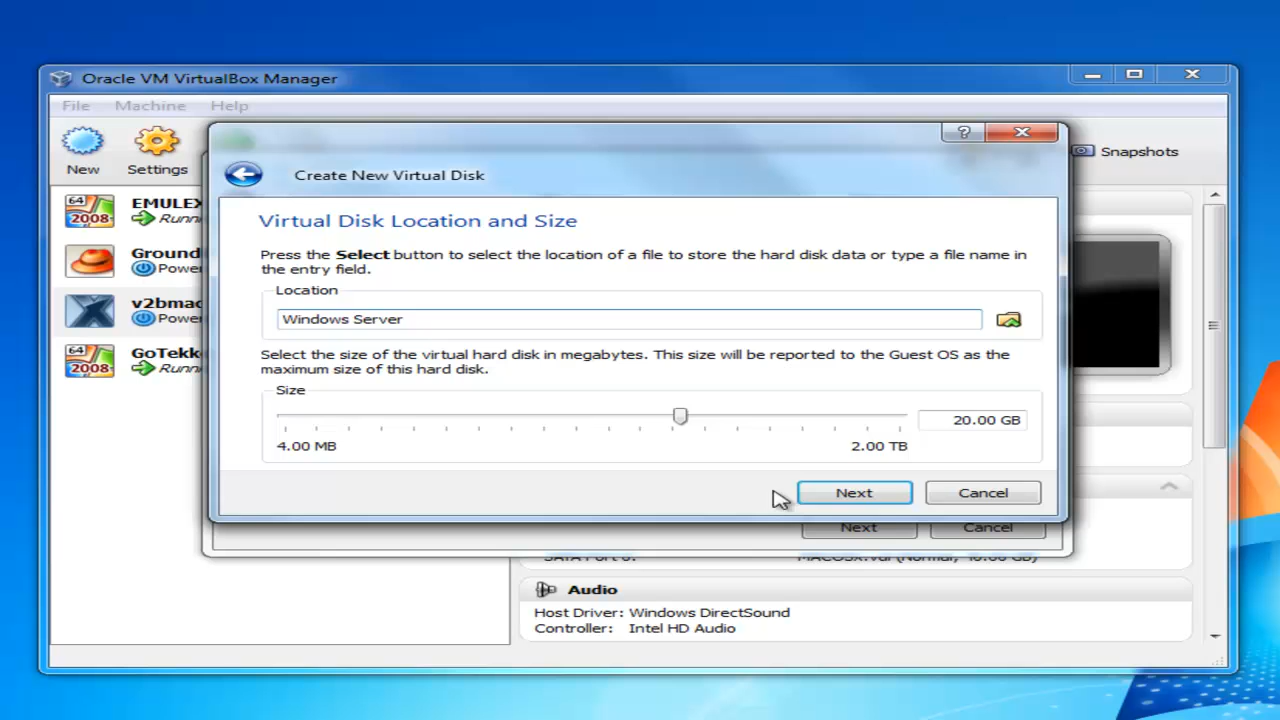 Oracle VM VirtualBox Manager
File Machine Help
New
Settings
Snapshots
64
2008
EMULEX
Runn
Ground
Power
v2bmac
Power
64
2008
GoTekk
Runn
Create New Virtual Disk
Virtual Disk Location and Size
Press the Select button to select the location of a file to store the hard disk data or type a file name in
the entry field.
Location
Windows Server
Select the size of the virtual hard disk in megabytes. This size will be reported to the Guest OS as the
maximum size of this hard disk.
Size
20.00 GB
4.00 MB 2.00 TB
Next Cancel
Next Cancel
Audio
Host Driver: Windows DirectSound
Controller: Intel HD Audio